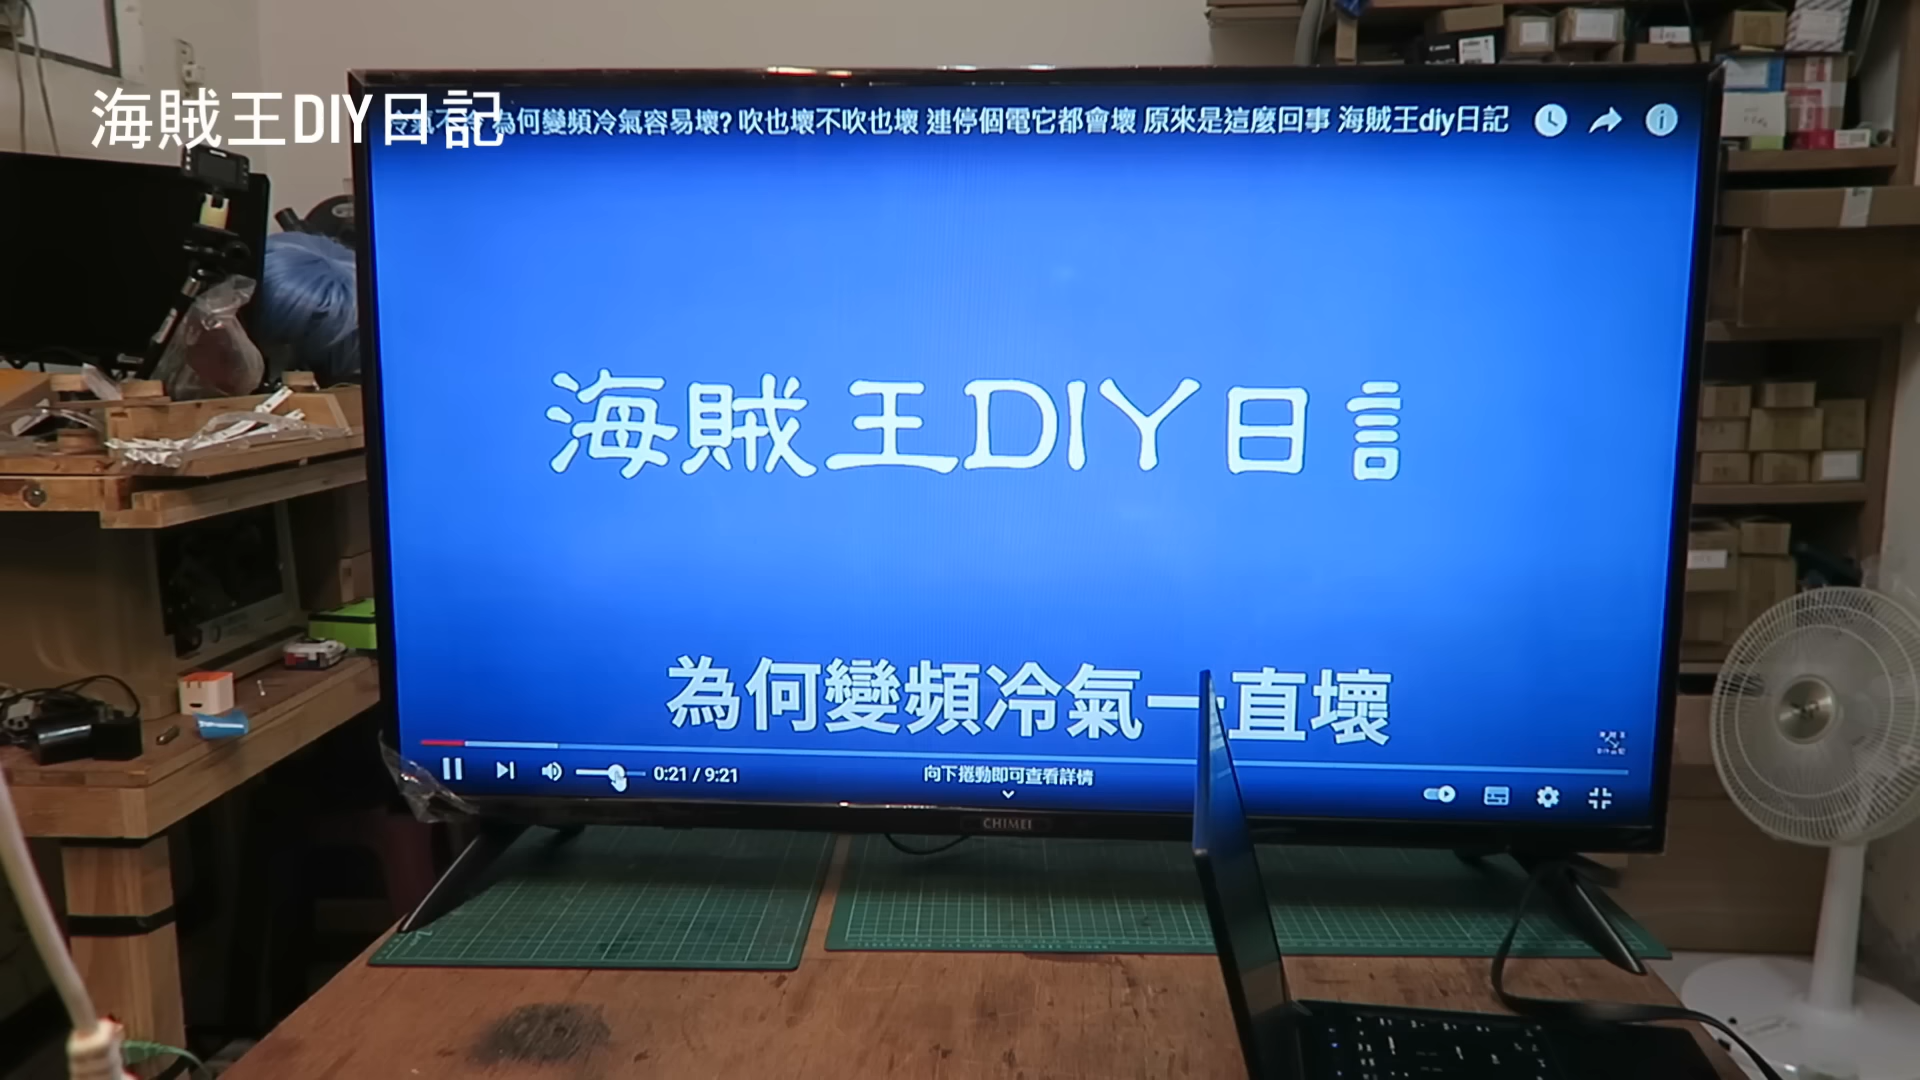 海賊王DIY日記
為何變頻冷氣容易壞? 吹也壞不吹也壞 連停個電它都會壞 原來是這麼回事 海賊王diy日記
海賊王DIY日記
為何變頻冷氣一直壞
0:21 / 9:21
向下捲動即可查看詳情
CHIMEI